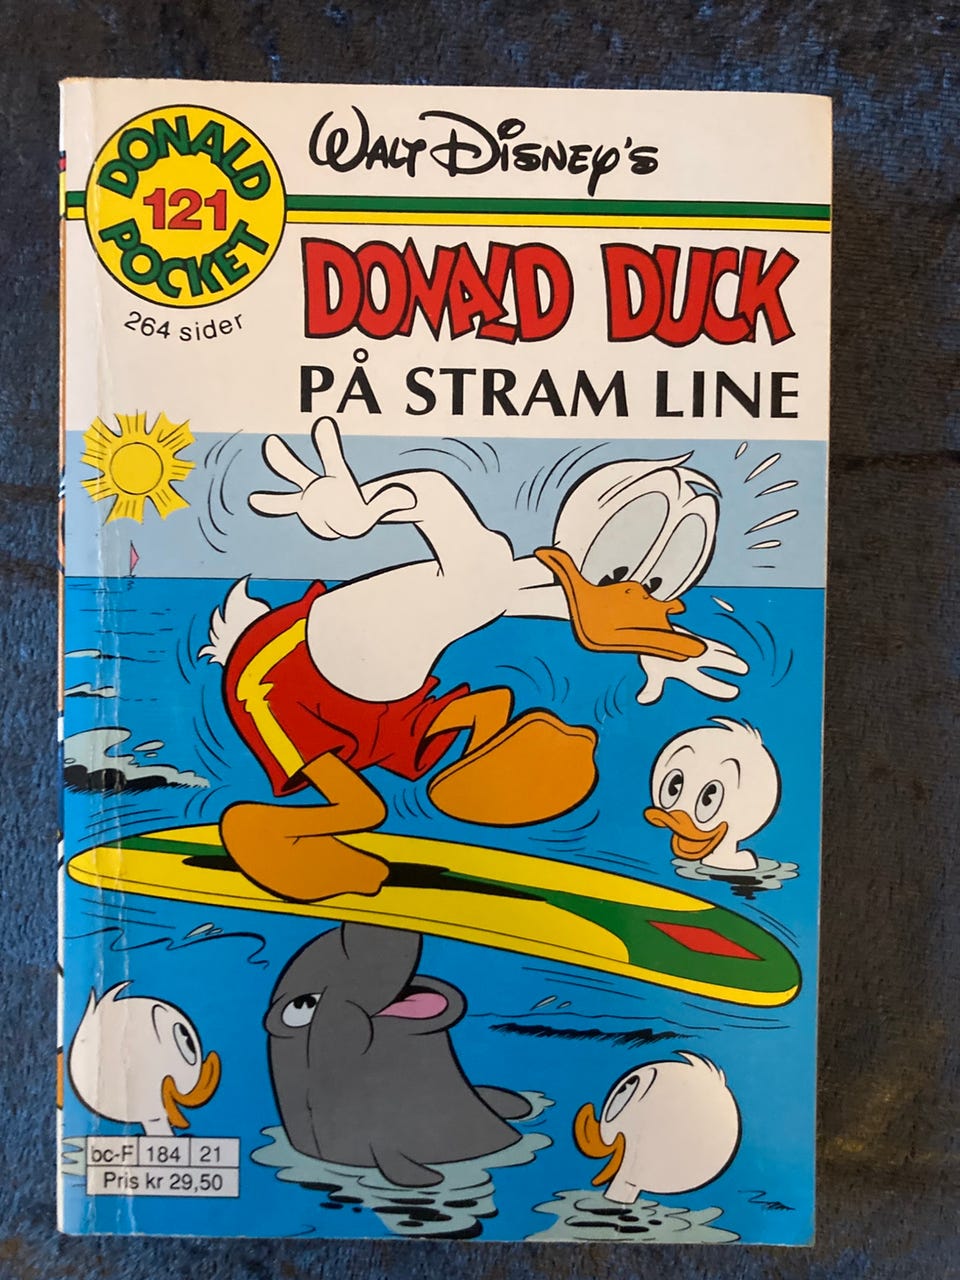 DONALD
121
POCKET
264 sider
WALT DISNEY'S
DONALD DUCK
PÅ STRAM LINE
bc-F 184 21
Pris kr 29,50